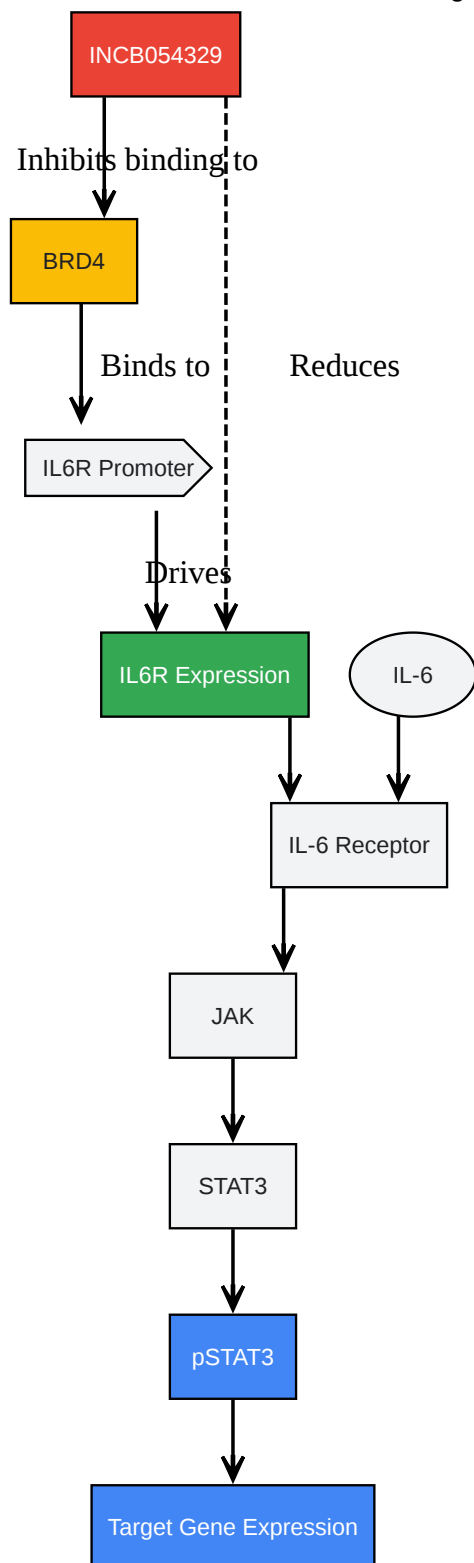 INCB054329
Inhibits binding to
BRD4
Binds to
Reduces
IL6R Promoter
Drives
IL6R Expression
IL-6
IL-6 Receptor
JAK
STAT3
pSTAT3
Target Gene Expression